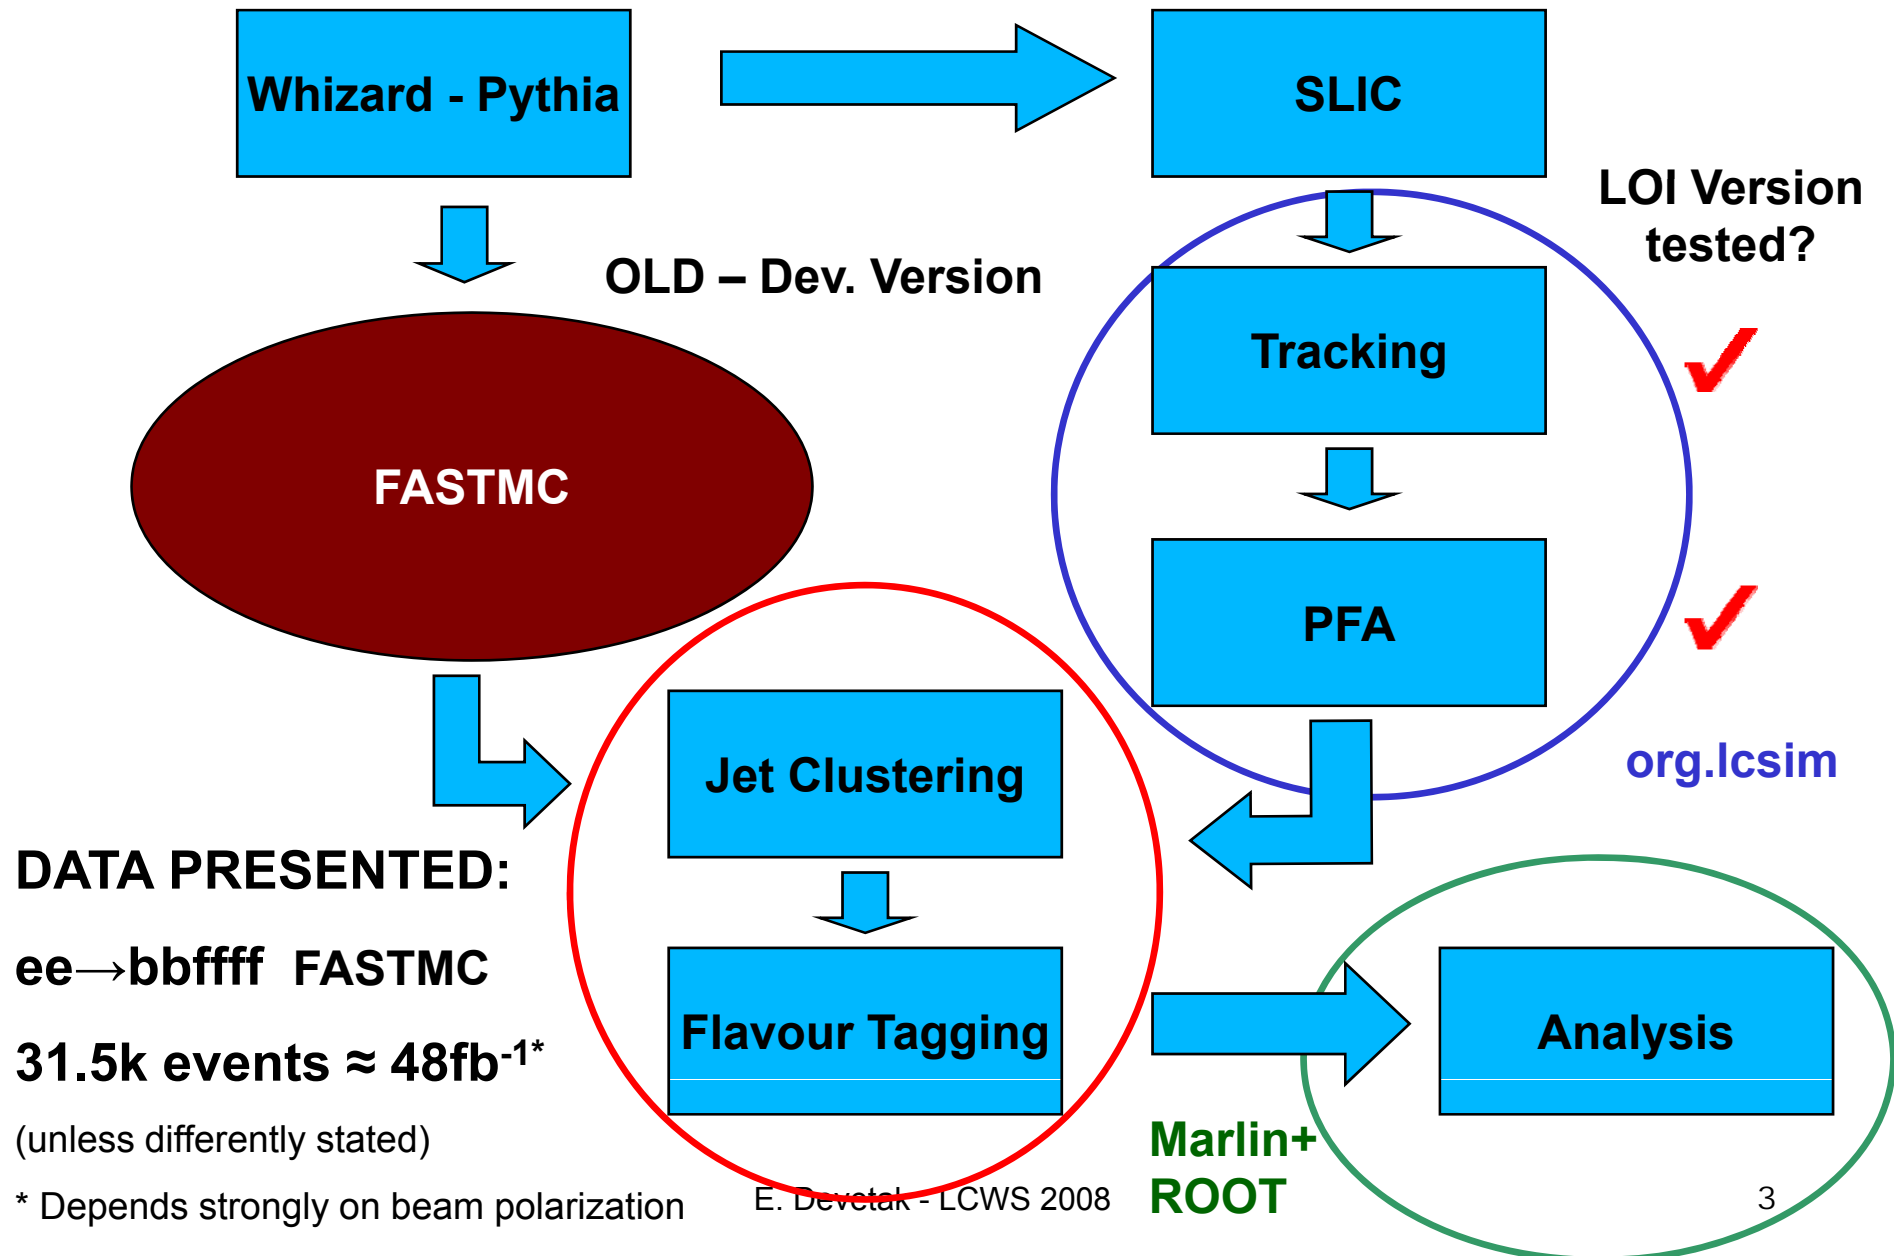 Whizard - Pythia
SLIC
LOI Version
tested?
OLD – Dev. Version
Tracking
FASTMC
PFA
Jet Clustering
org.lcsim
DATA PRESENTED:
ee→bbffff FASTMC
31.5k events ≈ 48fb-1*
(unless differently stated)
* Depends strongly on beam polarization
Flavour Tagging
Analysis
Marlin+
ROOT
E. Devetak - LCWS 2008
3